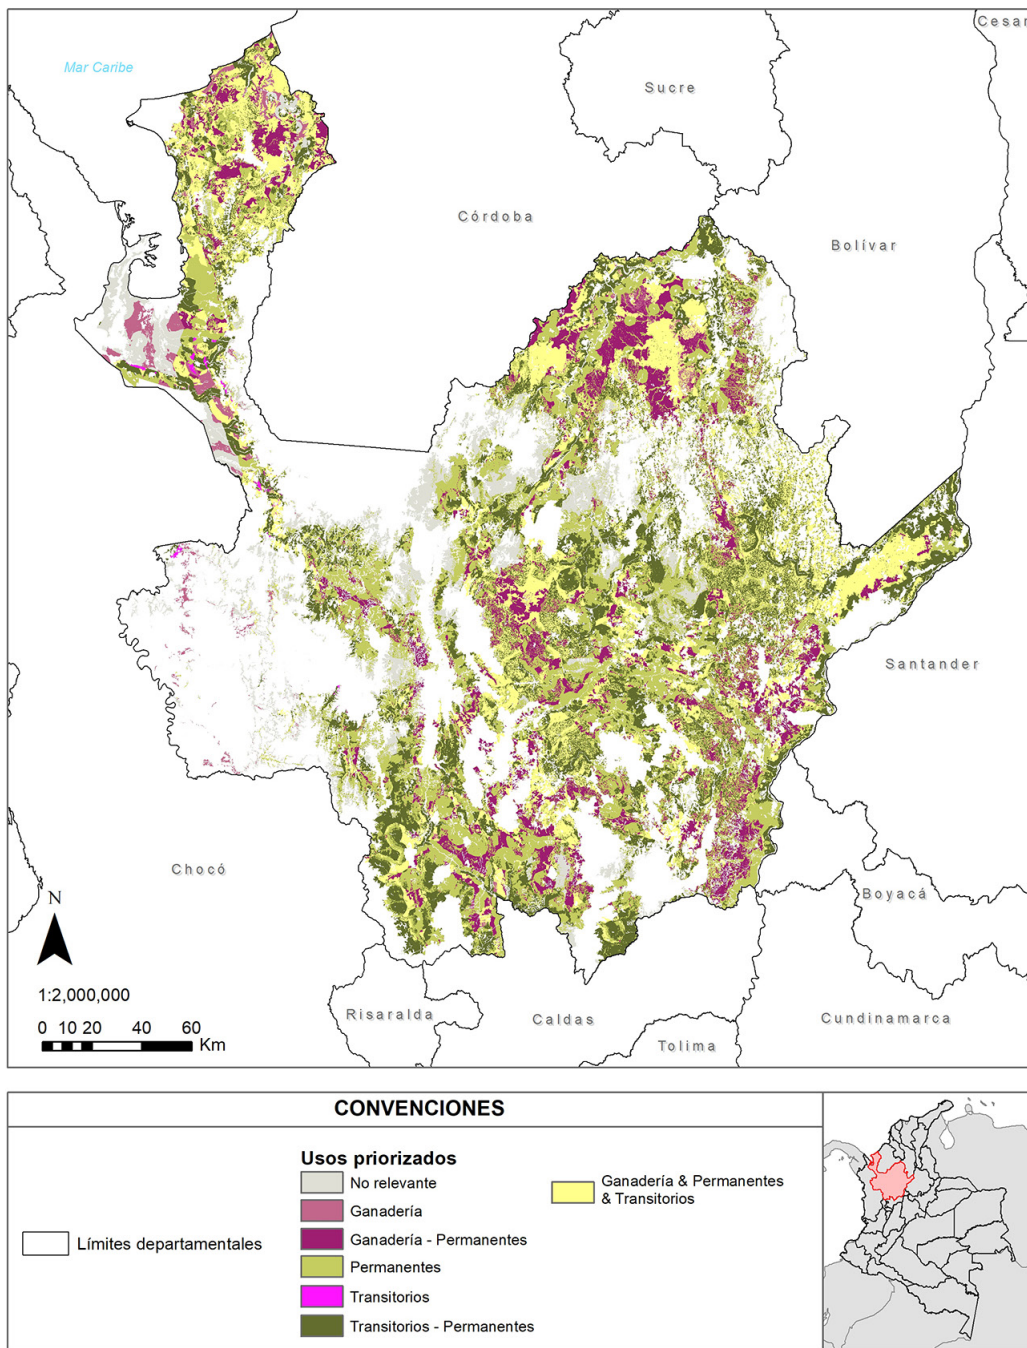 Cesar
Mar Caribe
Sucre
Córdoba
Bolívar
Santander
Chocó
Boyacá
N
1:2,000,000
0 10 20 40 60
Km
Risaralda
Caldas
Cundinamarca
Tolima
CONVENCIONES
Usos priorizados
No relevante
Ganadería
Ganadería - Permanentes
Permanentes
Transitorios
Transitorios - Permanentes
Ganadería & Permanentes
& Transitorios
Límites departamentales